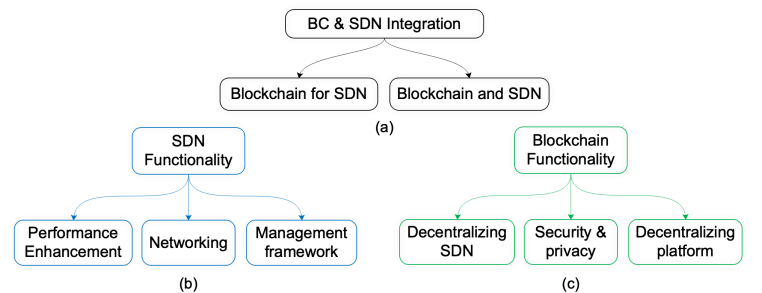 BC & SDN Integration
Blockchain for SDN
Blockchain and SDN
(a)
SDN
Functionality
Performance
Enhancement
Networking
Management
framework
(b)
Blockchain
Functionality
Decentralizing
SDN
Security &
privacy
Decentralizing
platform
(c)